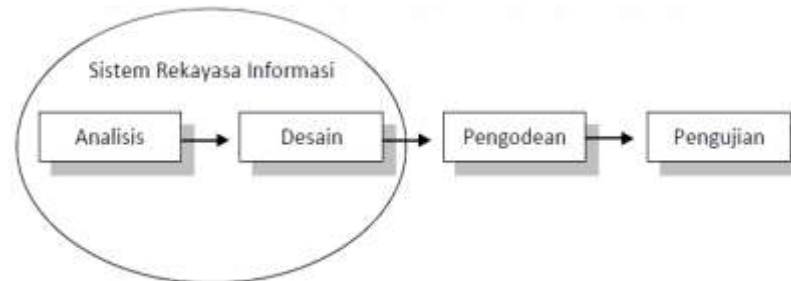 Sistem Rekayasa Informasi
Analisis
Desain
Pengodean
Pengujian